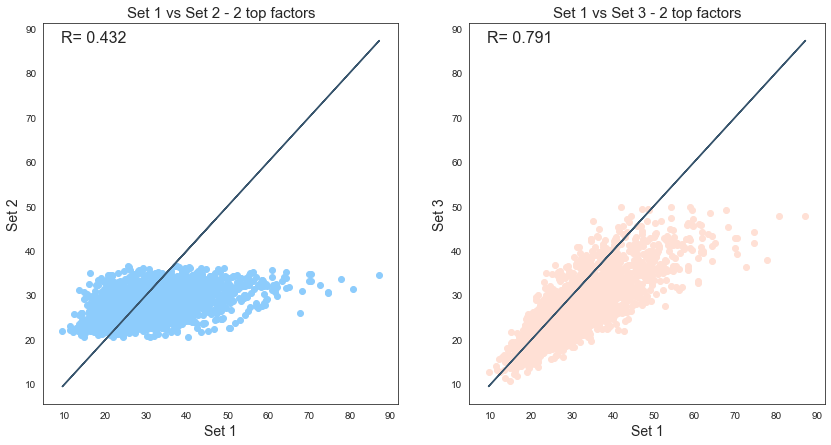 Set 1 vs Set 2 - 2 top factors
R= 0.432
90
80
70
60
50
40
30
20
10
Set 2
10 20 30 40 50 60 70 80 90
Set 1
Set 1 vs Set 3 - 2 top factors
R= 0.791
90
80
70
60
50
40
30
20
10
Set 3
10 20 30 40 50 60 70 80 90
Set 1